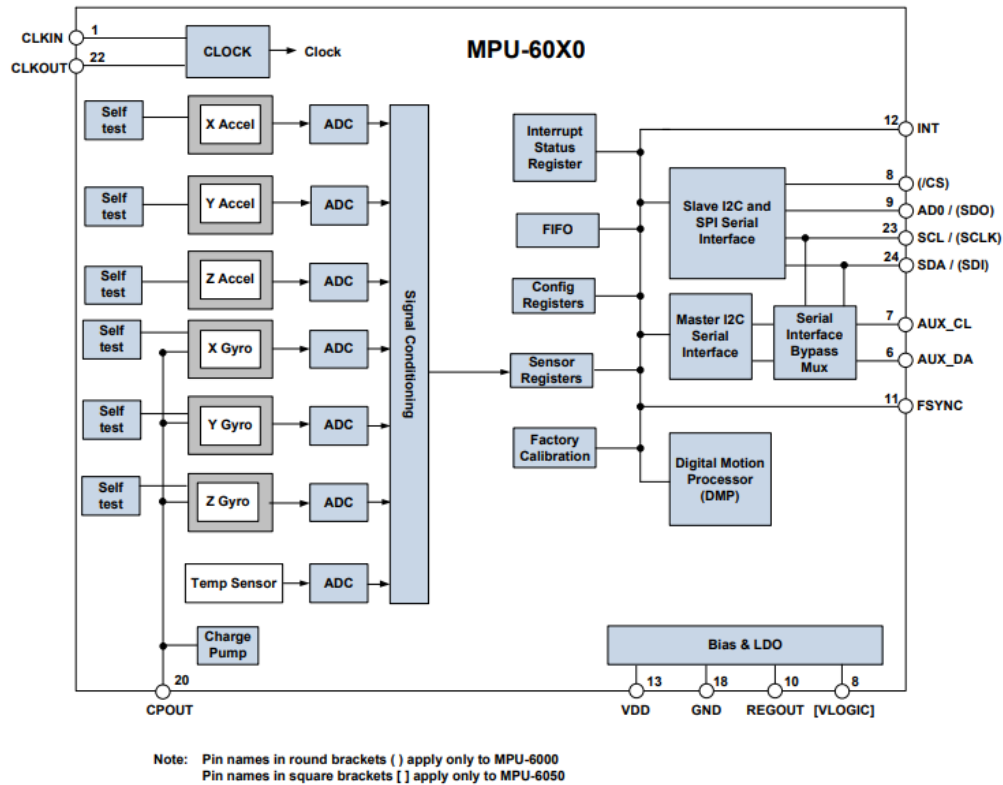 MPU-60X0
CLKIN
1
CLKOUT
22
CLOCK
Clock
Self
test
X Accel
ADC
Self
test
Y Accel
ADC
Self
test
Z Accel
ADC
Self
test
X Gyro
ADC
Self
test
Y Gyro
ADC
Self
test
Z Gyro
ADC
Temp Sensor
ADC
Signal Conditioning
Charge
Pump
20
CPOUT
Interrupt
Status
Register
FIFO
Config
Registers
Sensor
Registers
Factory
Calibration
Slave I2C and
SPI Serial
Interface
Master I2C
Serial
Interface
Serial
Interface
Bypass
Mux
Digital Motion
Processor
(DMP)
12
INT
8
(/CS)
9
AD0 / (SDO)
23
SCL / (SCLK)
24
SDA / (SDI)
7
AUX_CL
6
AUX_DA
11
FSYNC
Bias & LDO
13
VDD
18
GND
10
REGOUT
8
[VLOGIC]
Note: Pin names in round brackets ( ) apply only to MPU-6000
Pin names in square brackets [ ] apply only to MPU-6050